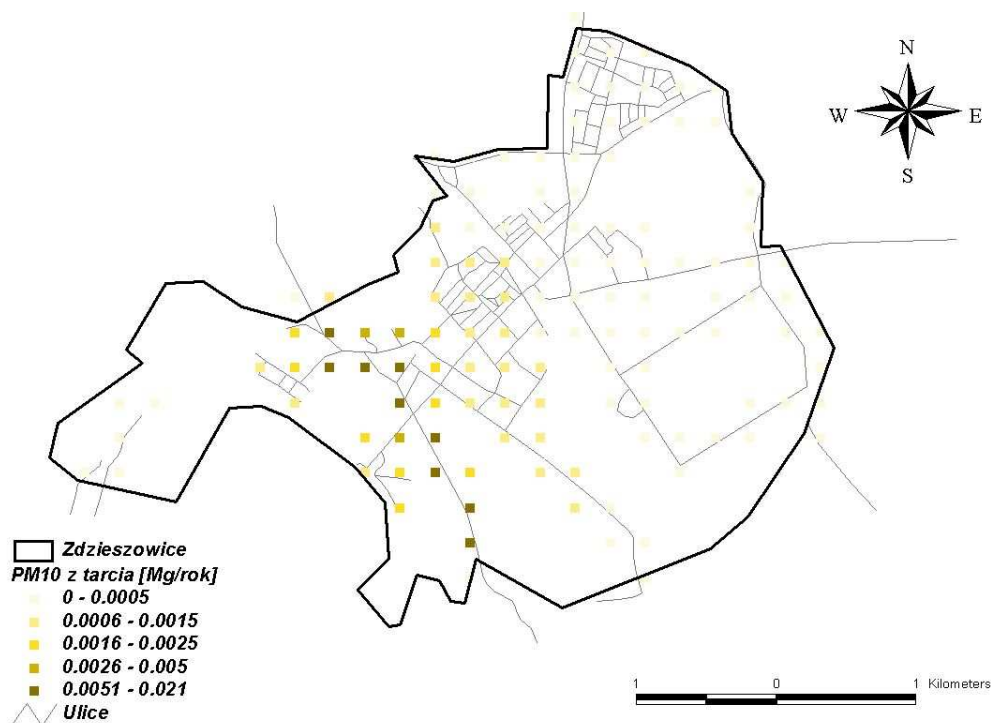 N
W E
S
Zdzieszowice
PM10 z tarcia [Mg/rok]
0 - 0.0005
0.0006 - 0.0015
0.0016 - 0.0025
0.0026 - 0.005
0.0051 - 0.021
Ulice
1 0 1 Kilometers